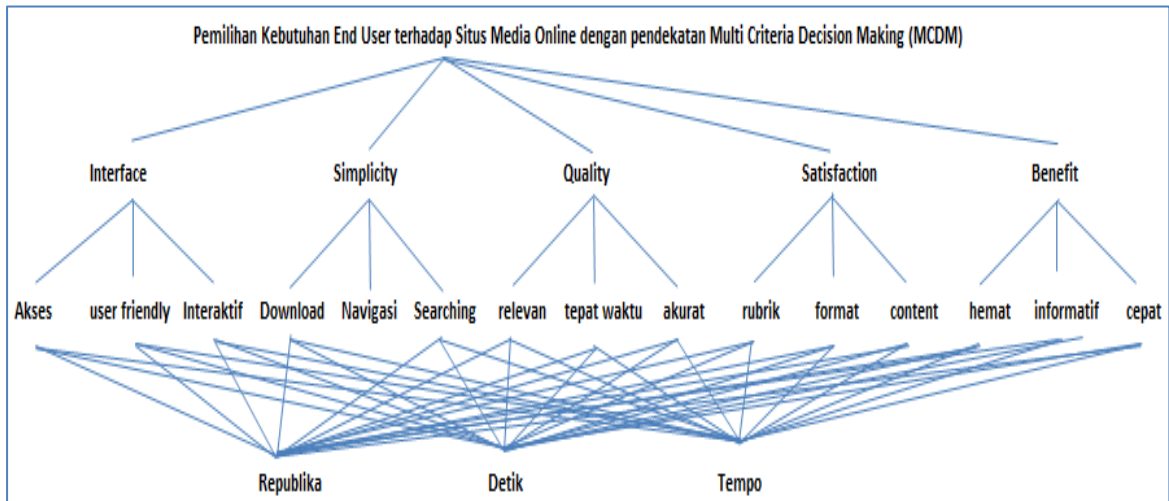 Pemilihan Kebutuhan End User terhadap Situs Media Online dengan pendekatan Multi Criteria Decision Making (MCDM)
Interface Simplicity Quality Satisfaction Benefit
Akses user friendly Interaktif Download Navigasi Searching relevan tepat waktu akurat rubrik format content hemat informatif cepat
Republika Detik Tempo